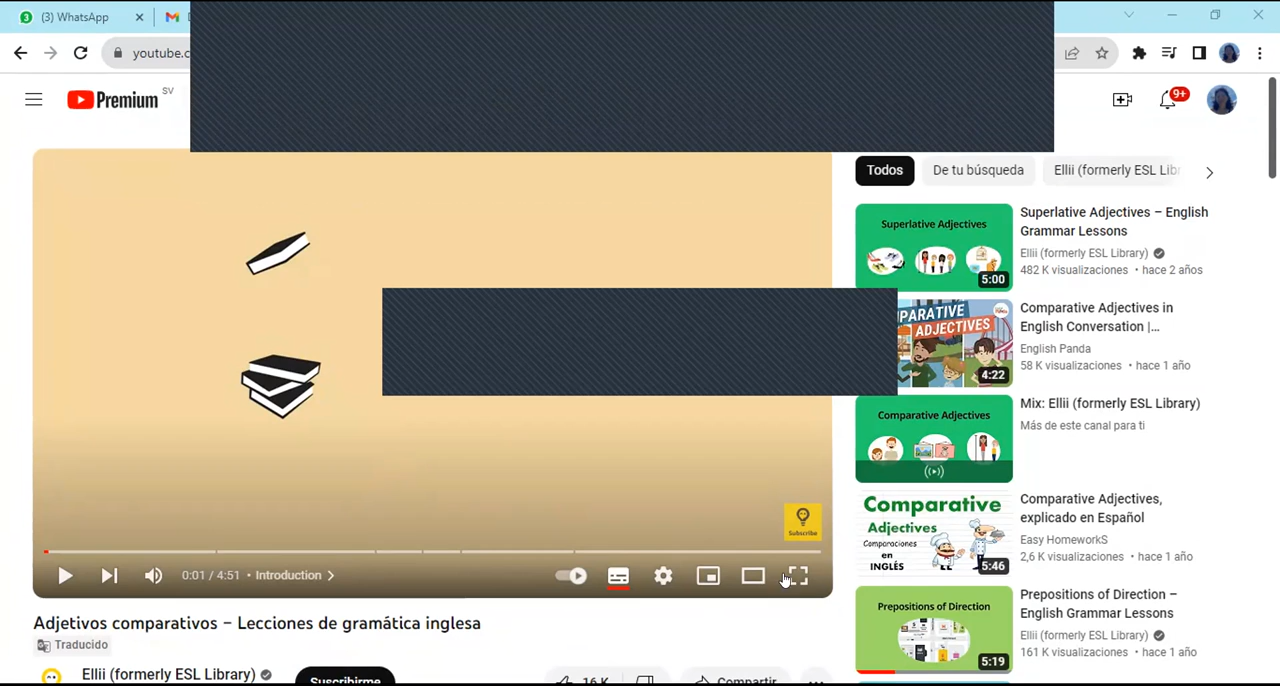 3 (3) WhatsApp
youtube.c
Premium SV
9+
Todos De tu búsqueda Ellii (formerly ESL Libr
Superlative Adjectives
5:00
Superlative Adjectives – English
Grammar Lessons
Ellii (formerly ESL Library)
482 K visualizaciones • hace 2 años
PARATIVE
ADJECTIVES
4:22
Comparative Adjectives in
English Conversation |...
English Panda
58 K visualizaciones • hace 1 año
Comparative Adjectives
Mix: Ellii (formerly ESL Library)
Más de este canal para ti
Comparative
Adjectives
Comparaciones
en
INGLÉS
5:46
Comparative Adjectives,
explicado en Español
Easy HomeworkS
2,6 K visualizaciones • hace 1 año
Prepositions of Direction
5:19
Prepositions of Direction –
English Grammar Lessons
Ellii (formerly ESL Library)
161 K visualizaciones • hace 1 año
Subscribe
0:01 / 4:51 • Introduction
Adjetivos comparativos – Lecciones de gramática inglesa
Traducido
Ellii (formerly ESL Library)
Suscribirme
16 K
Compartir